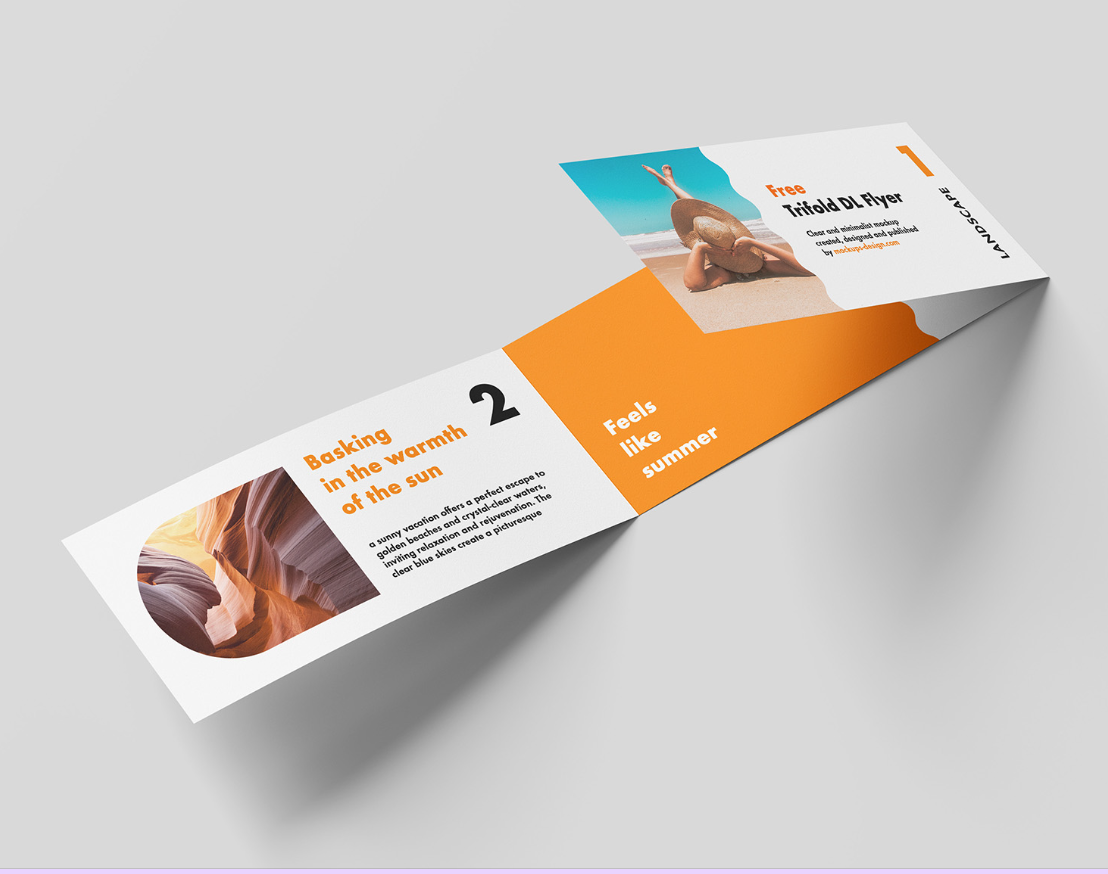 Free
Trifold DL Flyer
Clear and minimalist mockup
created, designed and published
by mockups-design.com
1
LANDSCAPE
Feels
like
summer
2
Basking
in the warmth
of the sun
a sunny vacation offers a perfect escape to
golden beaches and crystal-clear waters,
inviting relaxation and rejuvenation. The
clear blue skies create a picturesque